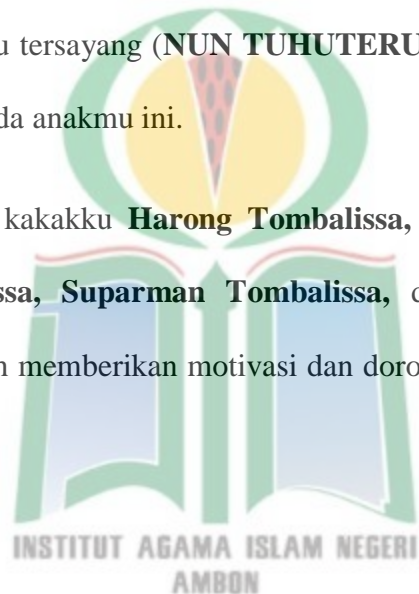 u tersayang (NUN TUHUTERU
da anakmu ini.
kakakku Harong Tombalissa,
ssa, Suparman Tombalissa, d
n memberikan motivasi dan doro
INSTITUT AGAMA ISLAM NEGERI
AMBON